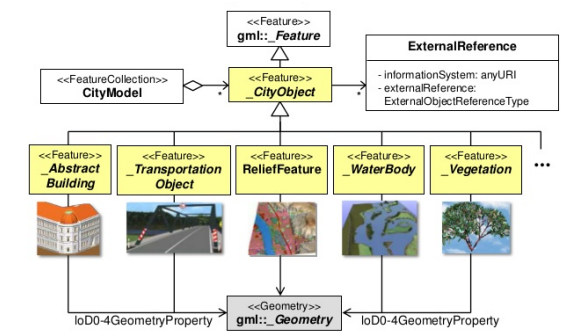 <<Feature>>
gml::_Feature
<<FeatureCollection>>
CityModel
*
<<Feature>>
_CityObject
*
ExternalReference
- informationSystem: anyURI
- externalReference:
ExternalObjectReferenceType
<<Feature>>
_Abstract
Building
<<Feature>>
_Transportation
Object
<<Feature>>
ReliefFeature
<<Feature>>
_WaterBody
<<Feature>>
_Vegetation
...
<<Geometry>>
gml::_Geometry
loD0-4GeometryProperty
loD0-4GeometryProperty